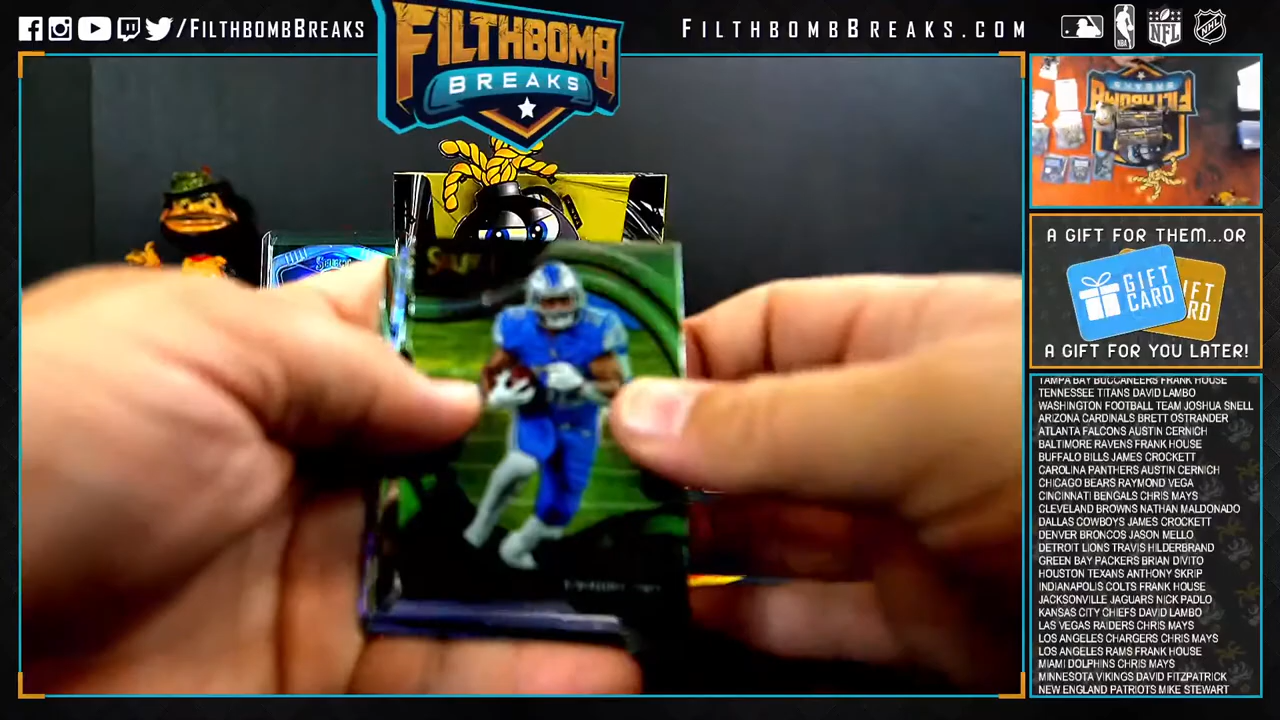 /FILTHBOMBBREAKS
FILTHBOMB
BREAKS
FILTHBOMBBREAKS.COM
NBA
NFL
NHL
FILTHBOMB
BREAKS
A GIFT FOR THEM...OR
GIFT
CARD
A GIFT FOR YOU LATER!
TAMPA BAY BUCCANEERS FRANK HOUSE
TENNESSEE TITANS DAVID LAMBO
WASHINGTON FOOTBALL TEAM JOSHUA SNELL
ARIZONA CARDINALS BRETT OSTRANDER
ATLANTA FALCONS AUSTIN CERNICH
BALTIMORE RAVENS FRANK HOUSE
BUFFALO BILLS JAMES CROCKETT
CAROLINA PANTHERS AUSTIN CERNICH
CHICAGO BEARS RAYMOND VEGA
CINCINNATI BENGALS CHRIS MAYS
CLEVELAND BROWNS NATHAN MALDONADO
DALLAS COWBOYS JAMES CROCKETT
DENVER BRONCOS JASON MELLO
DETROIT LIONS TRAVIS HILDERBRAND
GREEN BAY PACKERS BRIAN DIVITO
HOUSTON TEXANS ANTHONY SKRIP
INDIANAPOLIS COLTS FRANK HOUSE
JACKSONVILLE JAGUARS NICK PADLO
KANSAS CITY CHIEFS DAVID LAMBO
LAS VEGAS RAIDERS CHRIS MAYS
LOS ANGELES CHARGERS CHRIS MAYS
LOS ANGELES RAMS FRANK HOUSE
MIAMI DOLPHINS CHRIS MAYS
MINNESOTA VIKINGS DAVID FITZPATRICK
NEW ENGLAND PATRIOTS MIKE STEWART